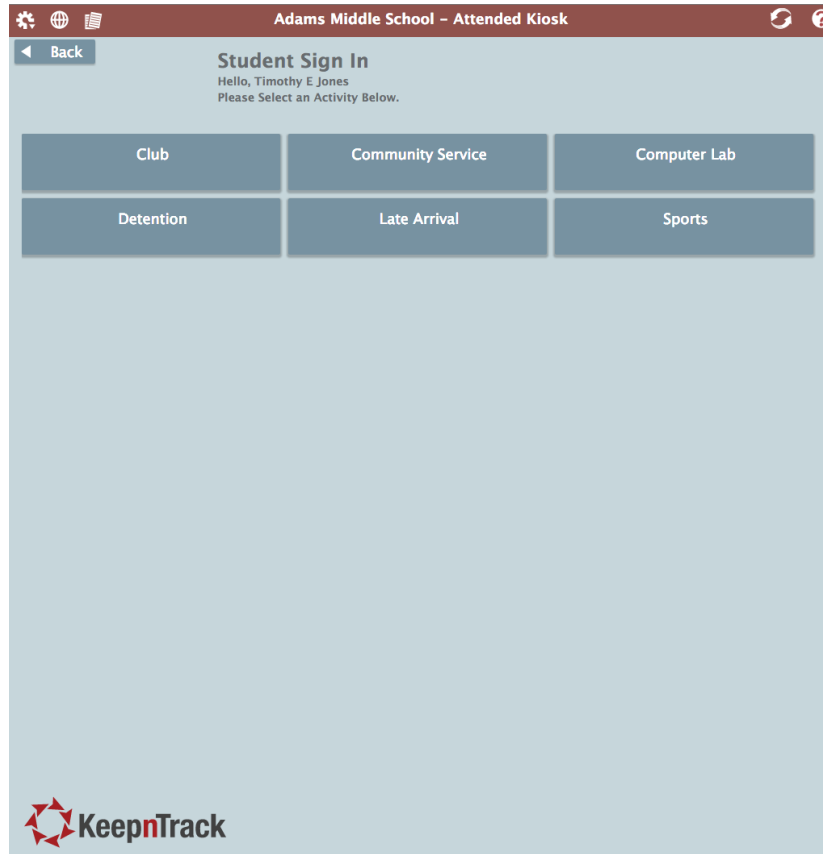 Adams Middle School – Attended Kiosk
Back
Student Sign In
Hello, Timothy E Jones
Please Select an Activity Below.
Club
Community Service
Computer Lab
Detention
Late Arrival
Sports
KeepnTrack